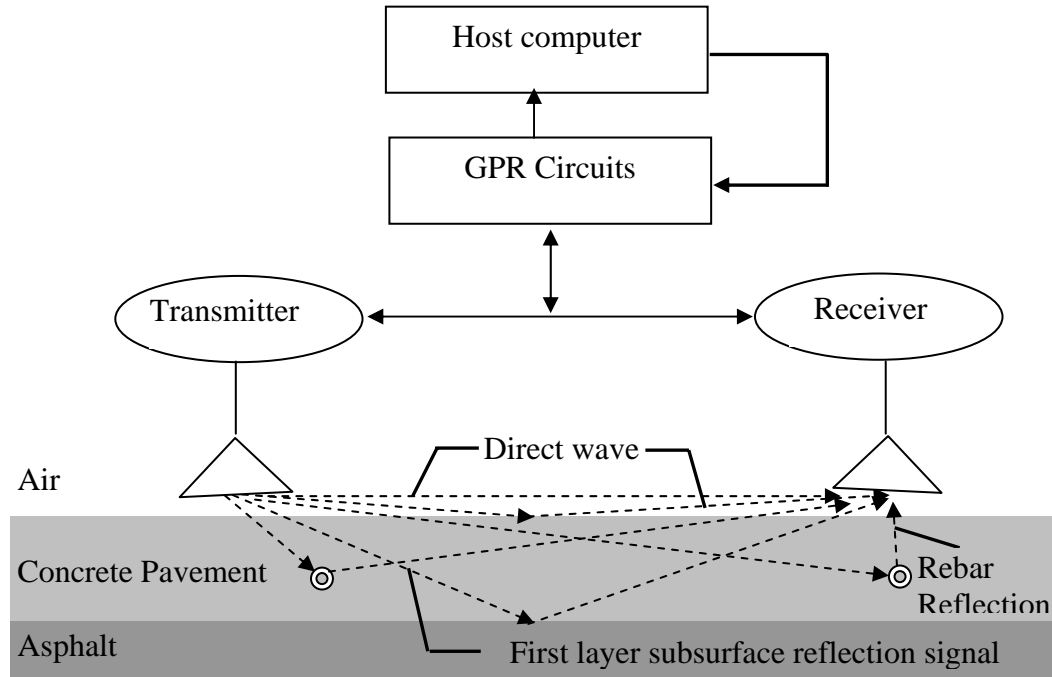 Host computer
GPR Circuits
Transmitter
Receiver
Direct wave
Air
Concrete Pavement
Rebar
Reflection
Asphalt
First layer subsurface reflection signal